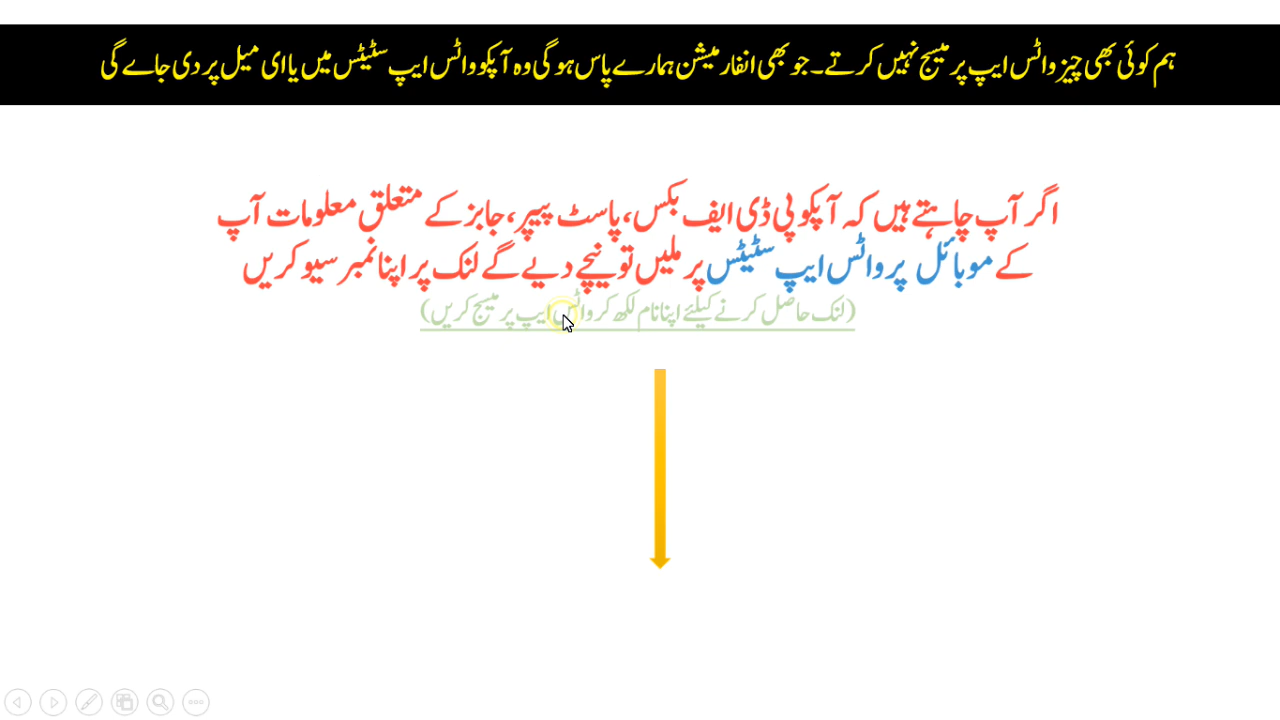 ہم کوئی بھی چیز واٹس ایپ پر میسج نہیں کرتے۔ جو بھی انفارمیشن ہمارے پاس ہوگی وہ آپکو واٹس ایپ سٹیٹس میں یا ای میل پر دی جاے گی
اگر آپ چاہتے ہیں کہ آپکو پی ڈی ایف بکس، پاسٹ پیپر، جابز کے متعلق معلومات آپ
کے موبائل پر واٹس ایپ سٹیٹس پر ملیں تو نیچے دیے گے لنک پر اپنا نمبر سیو کریں
(لنک حاصل کرنے کیلئے اپنا نام لکھ کر واٹس ایپ پر میسج کریں)